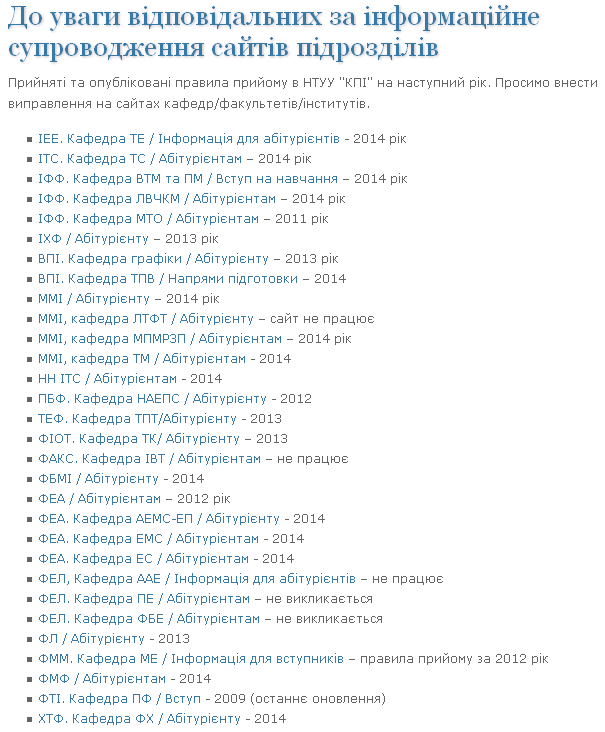 До уваги відповідальних за інформаційне
супроводження сайтів підрозділів
Прийняті та опубліковані правила прийому в НТУУ "КПІ" на наступний рік. Просимо внести
виправлення на сайтах кафедр/факультетів/інститутів.
ІЕЕ. Кафедра ТЕ / Інформація для абітурієнтів - 2014 рік
ІТС. Кафедра ТС / Абітурієнтам – 2014 рік
ІФФ. Кафедра ВТМ та ПМ / Вступ на навчання – 2014 рік
ІФФ. Кафедра ЛВЧКМ / Абітурієнтам – 2014 рік
ІФФ. Кафедра МТО / Абітурієнтам – 2011 рік
ІХФ / Абітурієнту – 2013 рік
ВПІ. Кафедра графіки / Абітурієнту – 2013 рік
ВПІ. Кафедра ТПВ / Напрями підготовки – 2014
ММІ / Абітурієнту – 2014 рік
ММІ, кафедра ЛТФТ / Абітурієнту – сайт не працює
ММІ, кафедра МПМРЗП / Абітурієнтам – 2014 рік
ММІ, кафедра ТМ / Абітурієнтам - 2014
НН ІТС / Абітурієнтам - 2014
ПБФ. Кафедра НАЕПС / Абітурієнту - 2012
ТЕФ. Кафедра ТПТ/Абітурієнту - 2013
ФІОТ. Кафедра ТК/ Абітурієнту – 2013
ФАКС. Кафедра ІВТ / Абітурієнтам – не працює
ФБМІ / Абітурієнту - 2014
ФЕА / Абітурієнтам – 2012 рік
ФЕА. Кафедра АЕМС-ЕП / Абітурієнту - 2014
ФЕА. Кафедра ЕМС / Абітурієнтам - 2014
ФЕА. Кафедра ЕС / Абітурієнтам - 2014
ФЕЛ, Кафедра ААЕ / Інформація для абітурієнтів – не працює
ФЕЛ. Кафедра ПЕ / Абітурієнтам – не викликається
ФЕЛ. Кафедра ФБЕ / Абітурієнтам – не викликається
ФЛ / Абітурієнту - 2013
ФММ. Кафедра МЕ / Інформація для вступників – правила прийому за 2012 рік
ФМФ / Абітурієнтам - 2014
ФТІ. Кафедра ПФ / Вступ - 2009 (останнє оновлення)
ХТФ. Кафедра ФХ / Абітурієнту - 2014